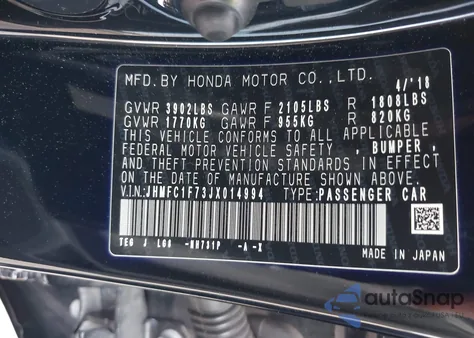 MFD.BY HONDA MOTOR CO.,LTD. 4/'18
GVWR 3902LBS GAWR F 2105LBS R 1808LBS
GVWR 1770KG GAWR F 955KG R 820KG
THIS VEHICLE CONFORMS TO ALL APPLICABLE
FEDERAL MOTOR VEHICLE SAFETY , BUMPER ,
AND THEFT PREVENTION STANDARDS IN EFFECT
ON THE DATE OF MANUFACTURE SHOWN ABOVE.
V.I.N:JHMFC1F73JX014994 TYPE:PASSENGER CAR
NH731P -A -X
MADE IN JAPAN
autoSnap